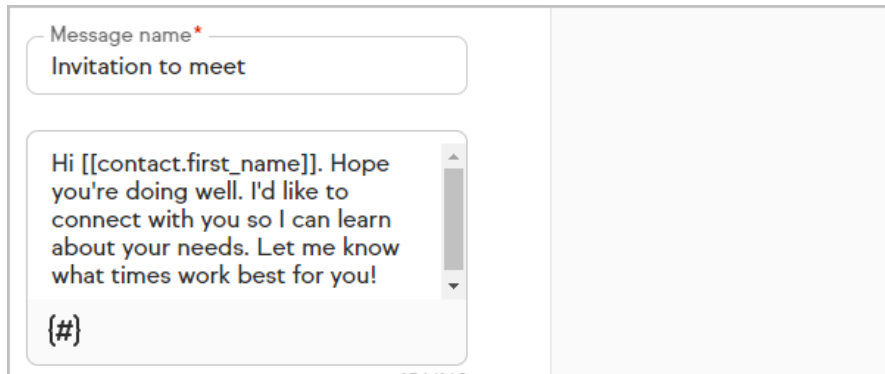 Message name*
Invitation to meet
Hi [[contact.first_name]]. Hope
you're doing well. I'd like to
connect with you so I can learn
about your needs. Let me know
what times work best for you!
{#}